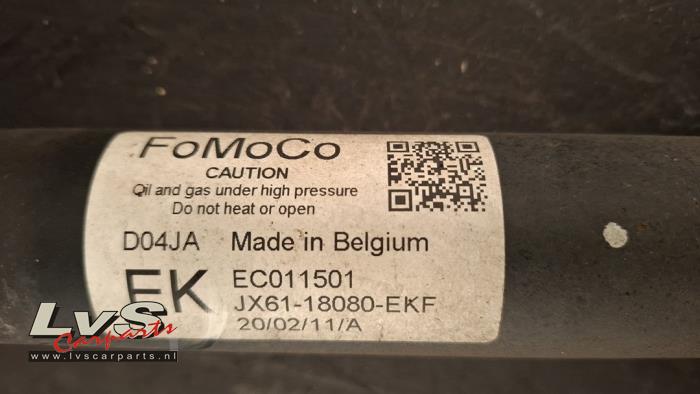 FoMoCo
CAUTION
Oil and gas under high pressure
Do not heat or open
D04JA Made in Belgium
EK EC011501
JX61-18080-EKF
20/02/11/A
LvS
Carparts
www.lvscarparts.nl